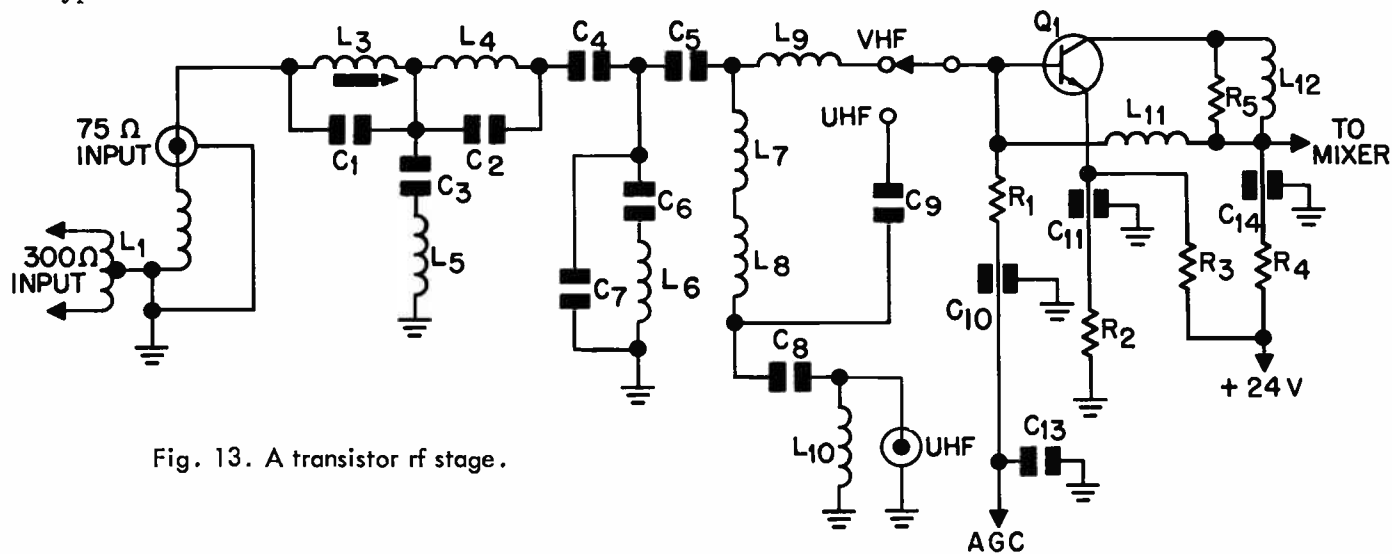 L3
L4
C4
C5
L9
VHF
Q1
L12
R5
L11
TO
MIXER
75 Ω
INPUT
C1
C2
C3
L5
L1
300Ω
INPUT
C6
C7
L6
L7
L8
UHF
C9
C8
L10
UHF
R1
C10
C11
R2
R3
C14
R4
+ 24 V
C13
AGC
Fig. 13. A transistor rf stage.